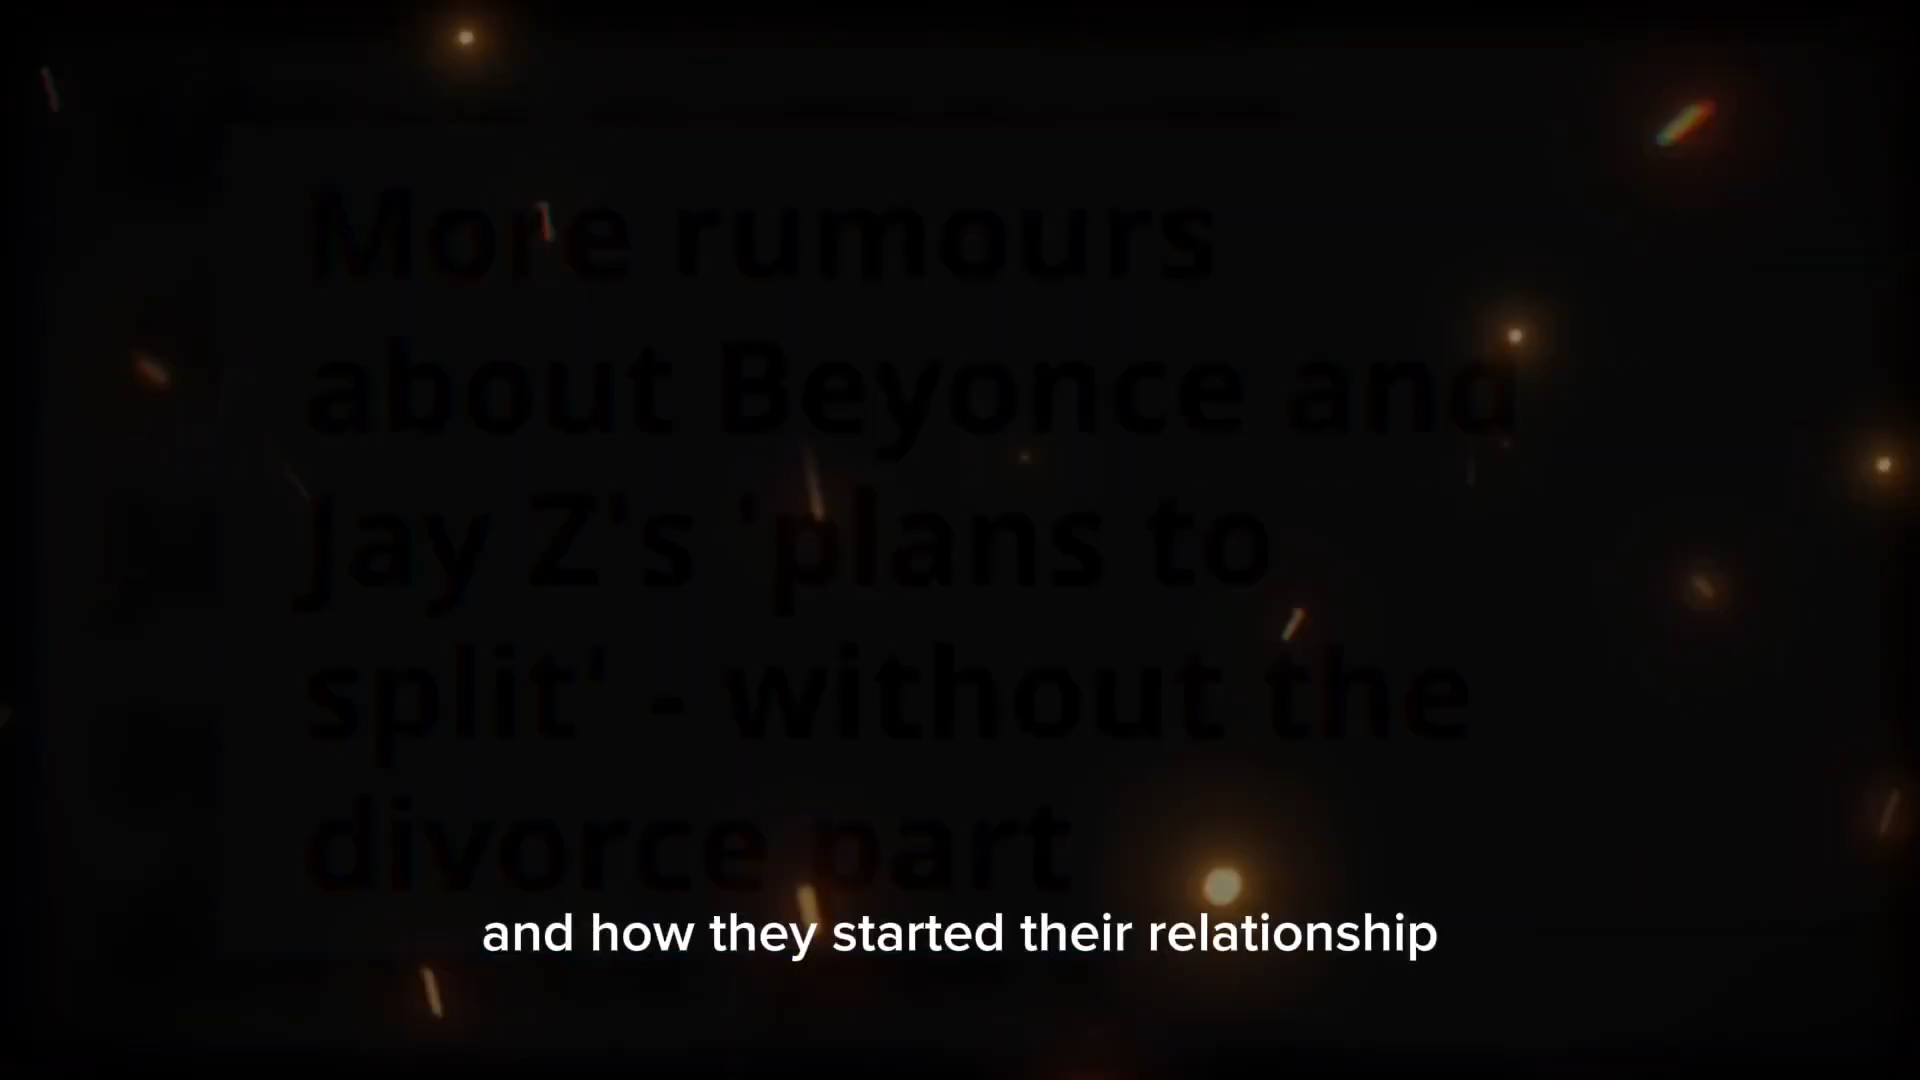 More rumours
about Beyonce and
Jay Z's 'plans to
split' - without the
divorce part
and how they started their relationship